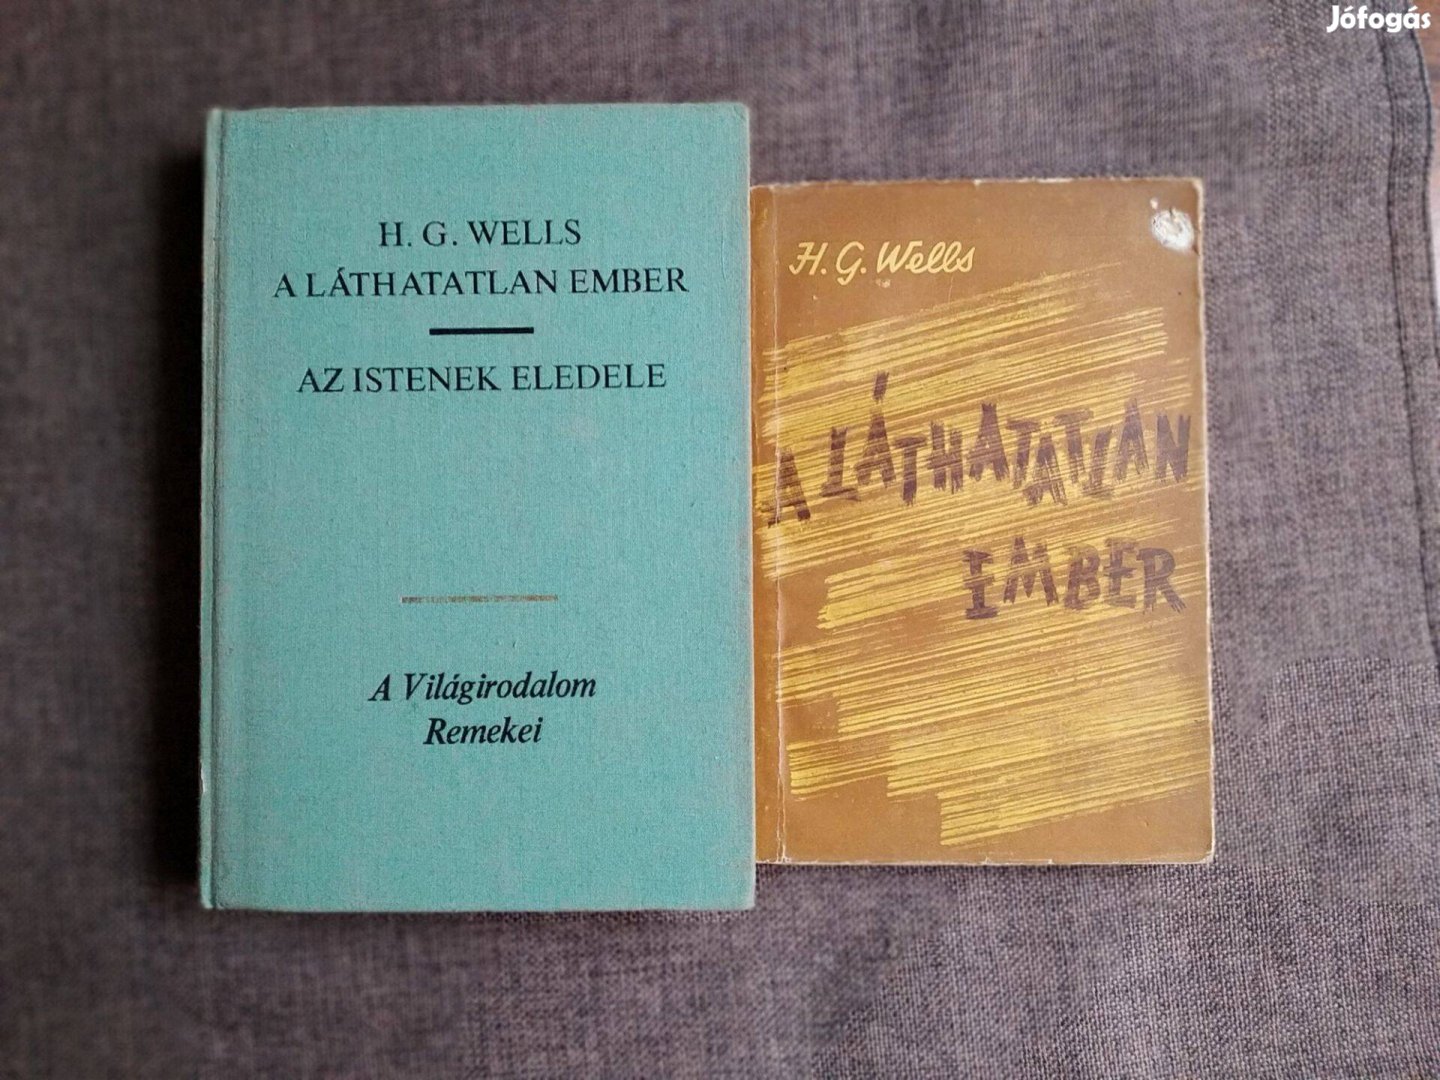 Jófogás
H. G. WELLS
A LÁTHATATLAN EMBER
AZ ISTENEK ELEDELE
A Világirodalom
Remekei
H. G. Wells
A LÁTHATATLAN
EMBER